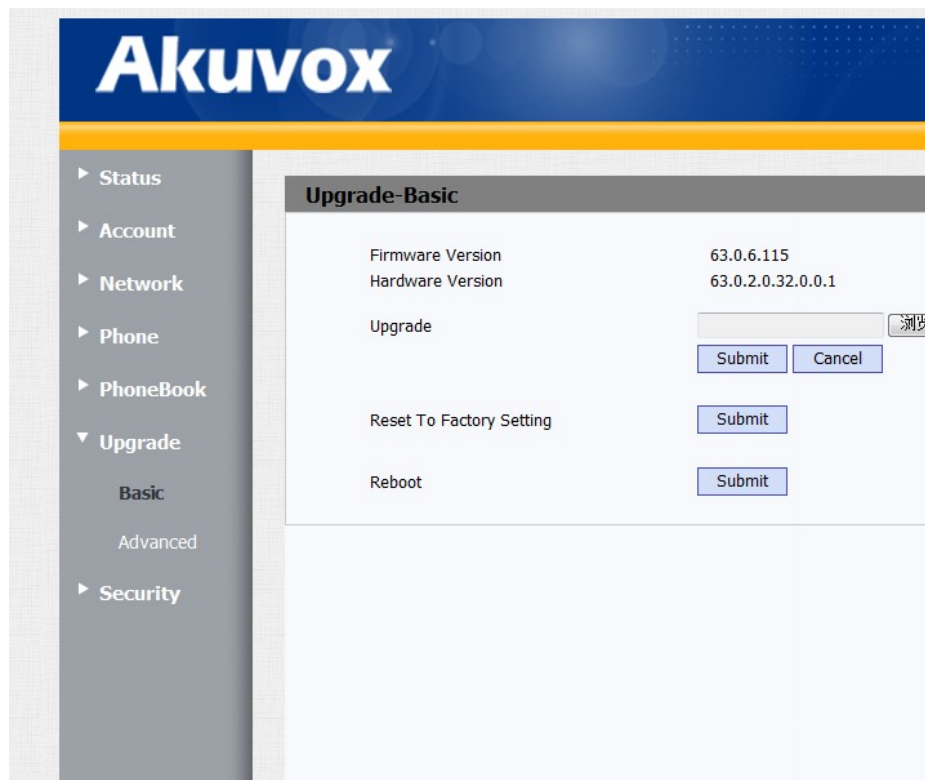 Akuvox
Status
Account
Network
Phone
PhoneBook
Upgrade
Basic
Advanced
Security
Upgrade-Basic
Firmware Version 63.0.6.115
Hardware Version 63.0.2.0.32.0.0.1
Upgrade
Submit Cancel
Reset To Factory Setting Submit
Reboot Submit